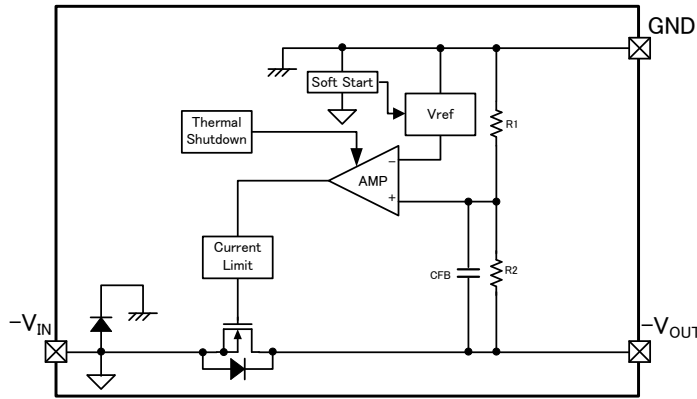 GND
Soft Start
Vref
R1
Thermal
Shutdown
AMP
−
+
Current
Limit
CFB
R2
−VIN
−VOUT